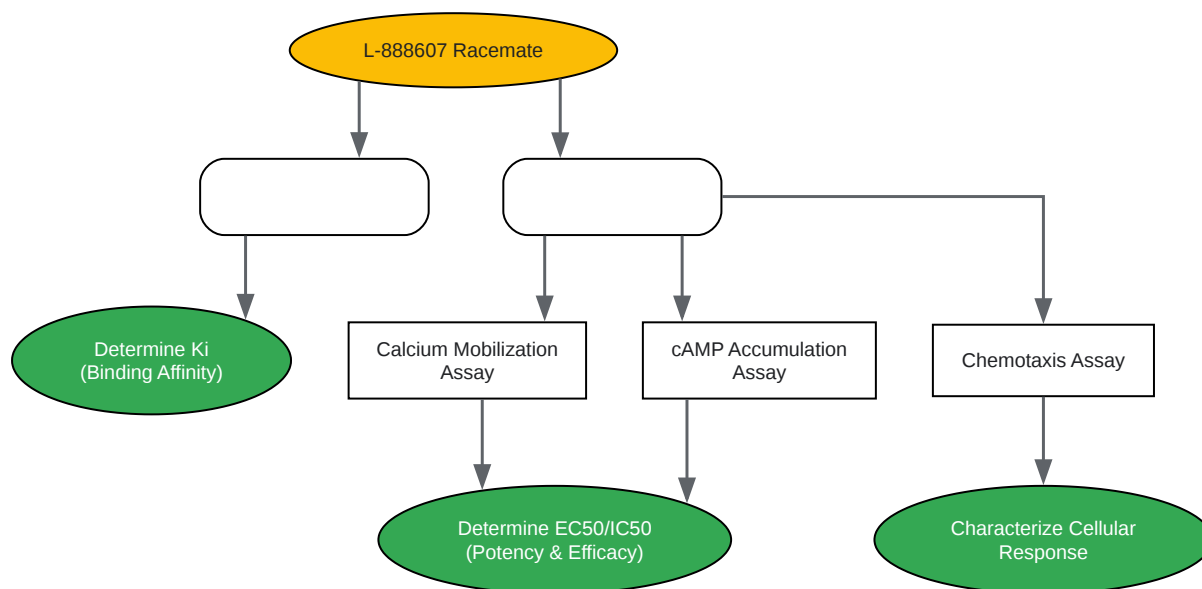 L-888607 Racemate
Determine Ki
(Binding Affinity)
Calcium Mobilization
Assay
cAMP Accumulation
Assay
Chemotaxis Assay
Determine EC50/IC50
(Potency & Efficacy)
Characterize Cellular
Response